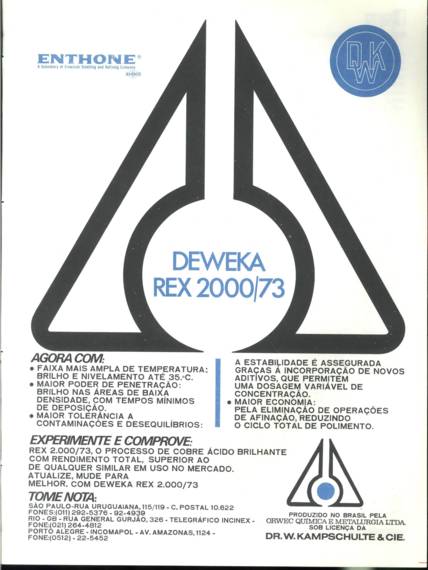 ENTHONE®
DWK
DEWEKA
REX 2000/73
AGORA COM:
• FAIXA MAIS AMPLA DE TEMPERATURA:
BRILHO E NIVELAMENTO ATÉ 35.ºC.
• MAIOR PODER DE PENETRAÇÃO:
BRILHO NAS ÁREAS DE BAIXA
DENSIDADE, COM TEMPOS MÍNIMOS
DE DEPOSIÇÃO.
• MAIOR TOLERÂNCIA A
CONTAMINAÇÕES E DESEQUILÍBRIOS:
A ESTABILIDADE É ASSEGURADA
GRAÇAS À INCORPORAÇÃO DE NOVOS
ADITIVOS, QUE PERMITEM
UMA DOSAGEM VARIÁVEL DE
CONCENTRAÇÃO.
• MAIOR ECONOMIA:
PELA ELIMINAÇÃO DE OPERAÇÕES
DE AFINAÇÃO, REDUZINDO
O CICLO TOTAL DE POLIMENTO.
EXPERIMENTE E COMPROVE:
REX 2.000/73, O PROCESSO DE COBRE ÁCIDO BRILHANTE
COM RENDIMENTO TOTAL, SUPERIOR AO
DE QUALQUER SIMILAR EM USO NO MERCADO.
ATUALIZE, MUDE PARA
MELHOR. COM DEWEKA REX 2.000/73
TOME NOTA:
SÃO PAULO-RUA URUGUAIANA, 115/119 - C. POSTAL 10.622
FONES:(011) 292-5376 - 92-4939
RIO - GB - RUA GENERAL GURJÃO, 326 - TELEGRÁFICO INCINEX -
FONE:(021) 264-4812
PORTO ALEGRE - INCOMAPOL - AV. AMAZONAS, 1124 -
FONE:(0512) - 22-5452
PRODUZIDO NO BRASIL PELA
ORWEC QUIMICA E METALURGIA LTDA.
SOB LICENÇA DA
DR. W. KAMPSCHULTE & CIE.